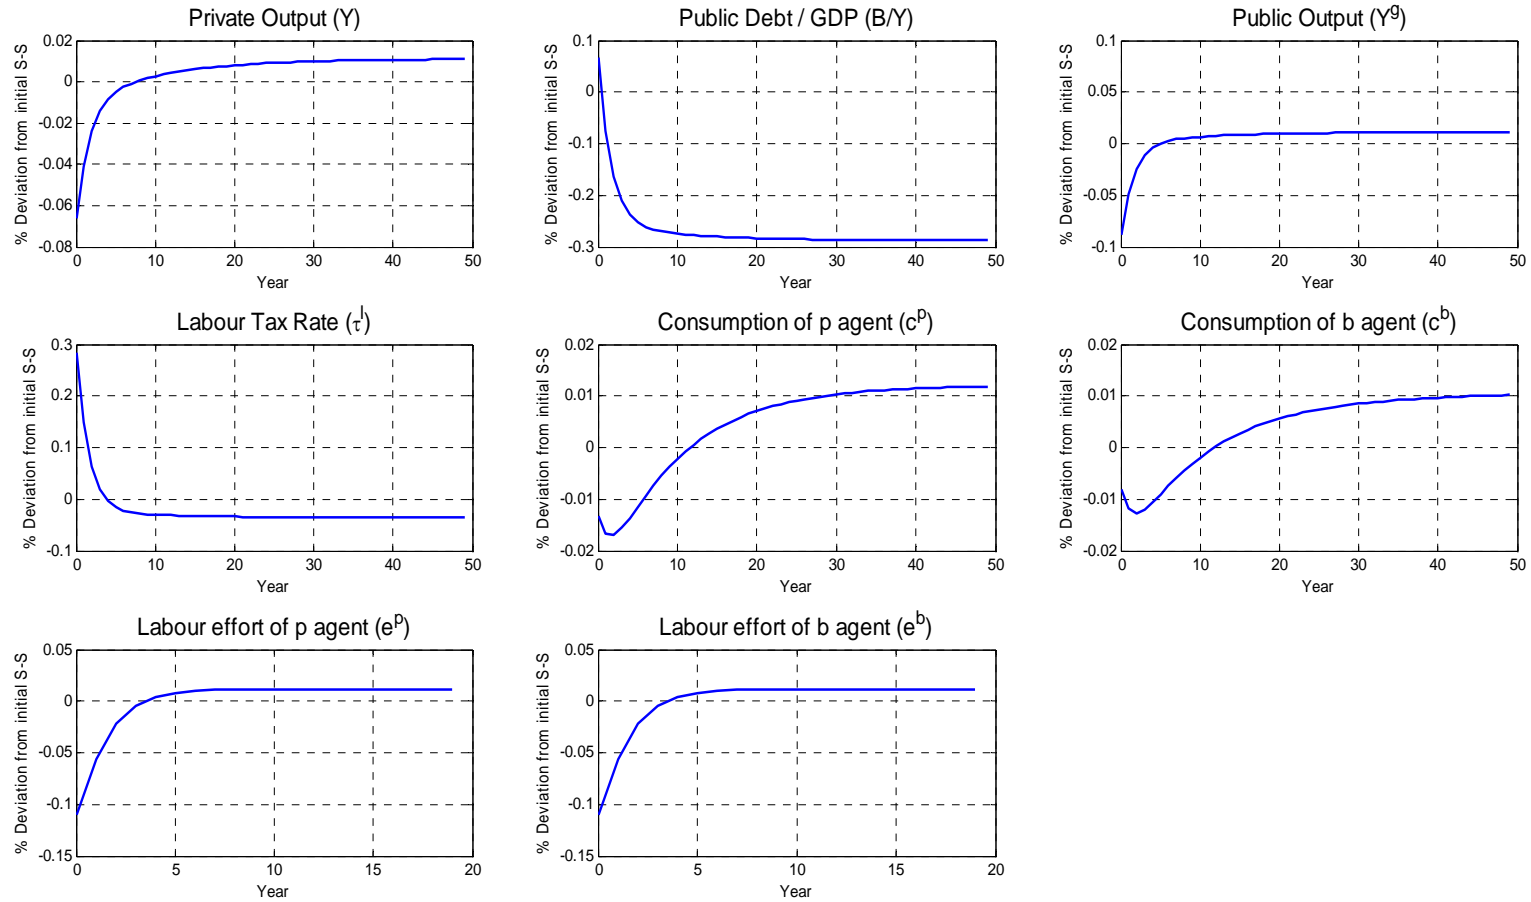 Private Output (Y)
% Deviation from initial S-S
0.02
0
-0.02
-0.04
-0.06
-0.08
0 10 20 30 40 50
Year
Public Debt / GDP (B/Y)
% Deviation from initial S-S
0.1
0
-0.1
-0.2
-0.3
0 10 20 30 40 50
Year
Public Output (Y^g)
% Deviation from initial S-S
0.1
0.05
0
-0.05
-0.1
0 10 20 30 40 50
Year
Labour Tax Rate (τ^l)
% Deviation from initial S-S
0.3
0.2
0.1
0
-0.1
0 10 20 30 40 50
Year
Consumption of p agent (c^p)
% Deviation from initial S-S
0.02
0.01
0
-0.01
-0.02
0 10 20 30 40 50
Year
Consumption of b agent (c^b)
% Deviation from initial S-S
0.02
0.01
0
-0.01
-0.02
0 10 20 30 40 50
Year
Labour effort of p agent (e^p)
% Deviation from initial S-S
0.05
0
-0.05
-0.1
-0.15
0 5 10 15 20
Year
Labour effort of b agent (e^b)
% Deviation from initial S-S
0.05
0
-0.05
-0.1
-0.15
0 5 10 15 20
Year